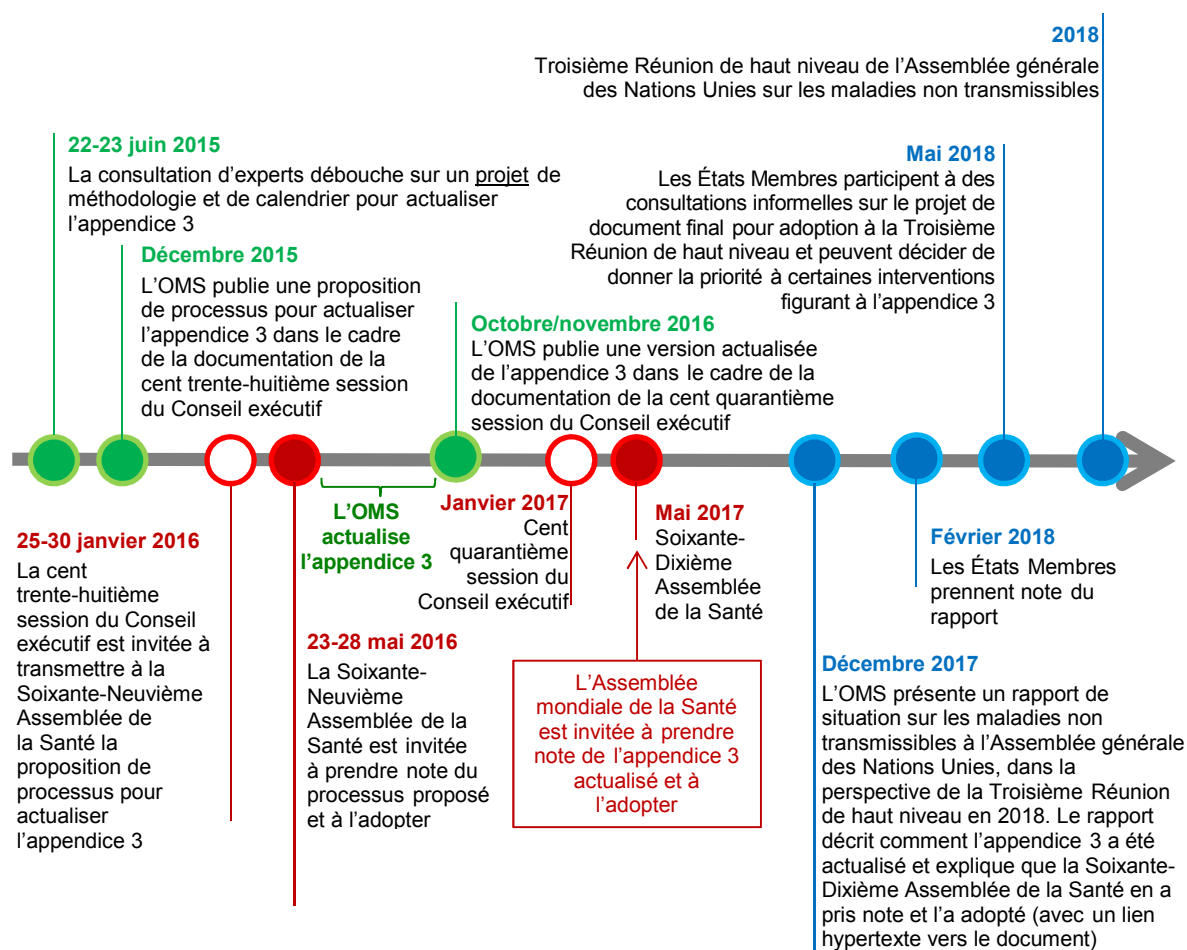 2018
Troisième Réunion de haut niveau de l’Assemblée générale
des Nations Unies sur les maladies non transmissibles
22-23 juin 2015
La consultation d’experts débouche sur un projet de
méthodologie et de calendrier pour actualiser
l’appendice 3
Mai 2018
Les États Membres participent à des
consultations informelles sur le projet de
document final pour adoption à la Troisième
Réunion de haut niveau et peuvent décider de
donner la priorité à certaines interventions
figurant à l’appendice 3
Décembre 2015
L’OMS publie une proposition
de processus pour actualiser
l’appendice 3 dans le cadre
de la documentation de la
cent trente-huitième session
du Conseil exécutif
Octobre/novembre 2016
L’OMS publie une version actualisée
de l’appendice 3 dans le cadre de la
documentation de la cent quarantième
session du Conseil exécutif
25-30 janvier 2016
La cent
trente-huitième
session du Conseil
exécutif est invitée à
transmettre à la
Soixante-Neuvième
Assemblée de
la Santé la
proposition de
processus pour
actualiser
l’appendice 3
L’OMS
actualise
l’appendice 3
23-28 mai 2016
La Soixante-
Neuvième
Assemblée de la
Santé est invitée
à prendre note du
processus proposé
et à l’adopter
Janvier 2017
Cent
quarantième
session du
Conseil exécutif
Mai 2017
Soixante-
Dixième
Assemblée
de la Santé
L’Assemblée
mondiale de la Santé
est invitée à prendre
note de l’appendice 3
actualisé et à
l’adopter
Février 2018
Les États Membres
prennent note du
rapport
Décembre 2017
L’OMS présente un rapport de
situation sur les maladies non
transmissibles à l’Assemblée générale
des Nations Unies, dans la
perspective de la Troisième Réunion
de haut niveau en 2018. Le rapport
décrit comment l’appendice 3 a été
actualisé et explique que la Soixante-
Dixième Assemblée de la Santé en a
pris note et l’a adopté (avec un lien
hypertexte vers le document)